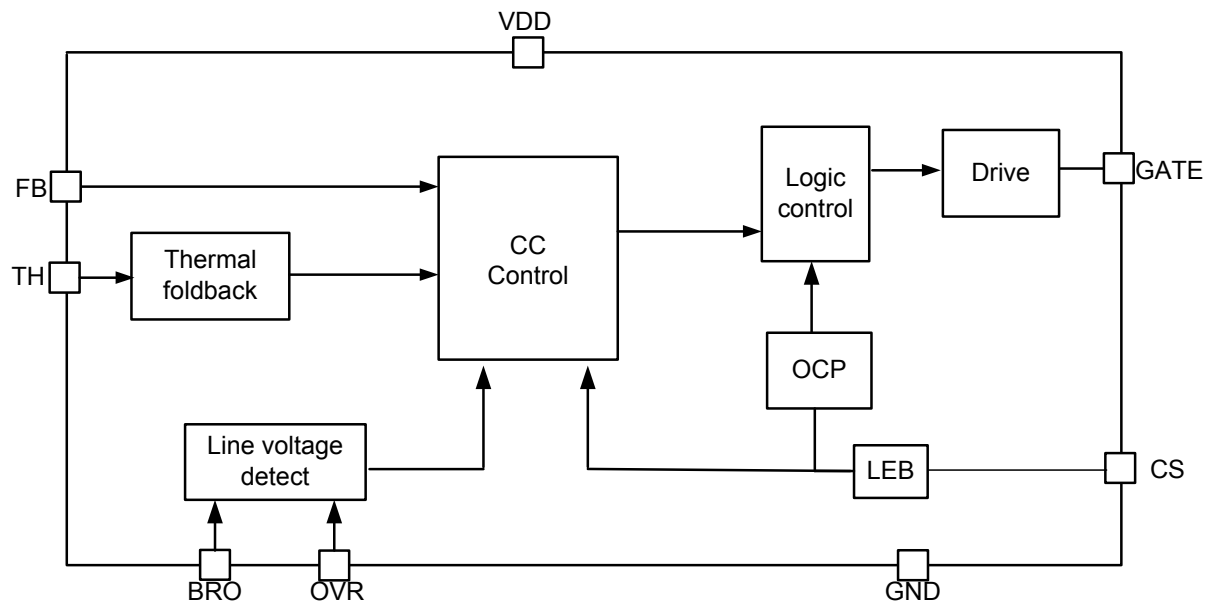 VDD
FB
TH
Thermal
foldback
CC
Control
Logic
control
Drive
GATE
OCP
Line voltage
detect
LEB
CS
BRO
OVR
GND